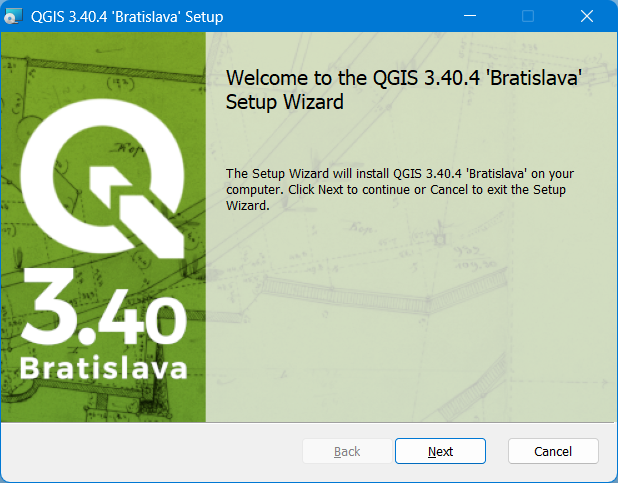 QGIS 3.40.4 'Bratislava' Setup
Welcome to the QGIS 3.40.4 'Bratislava'
Setup Wizard
The Setup Wizard will install QGIS 3.40.4 'Bratislava' on your
computer. Click Next to continue or Cancel to exit the Setup
Wizard.
3.40
Bratislava
Back
Next
Cancel